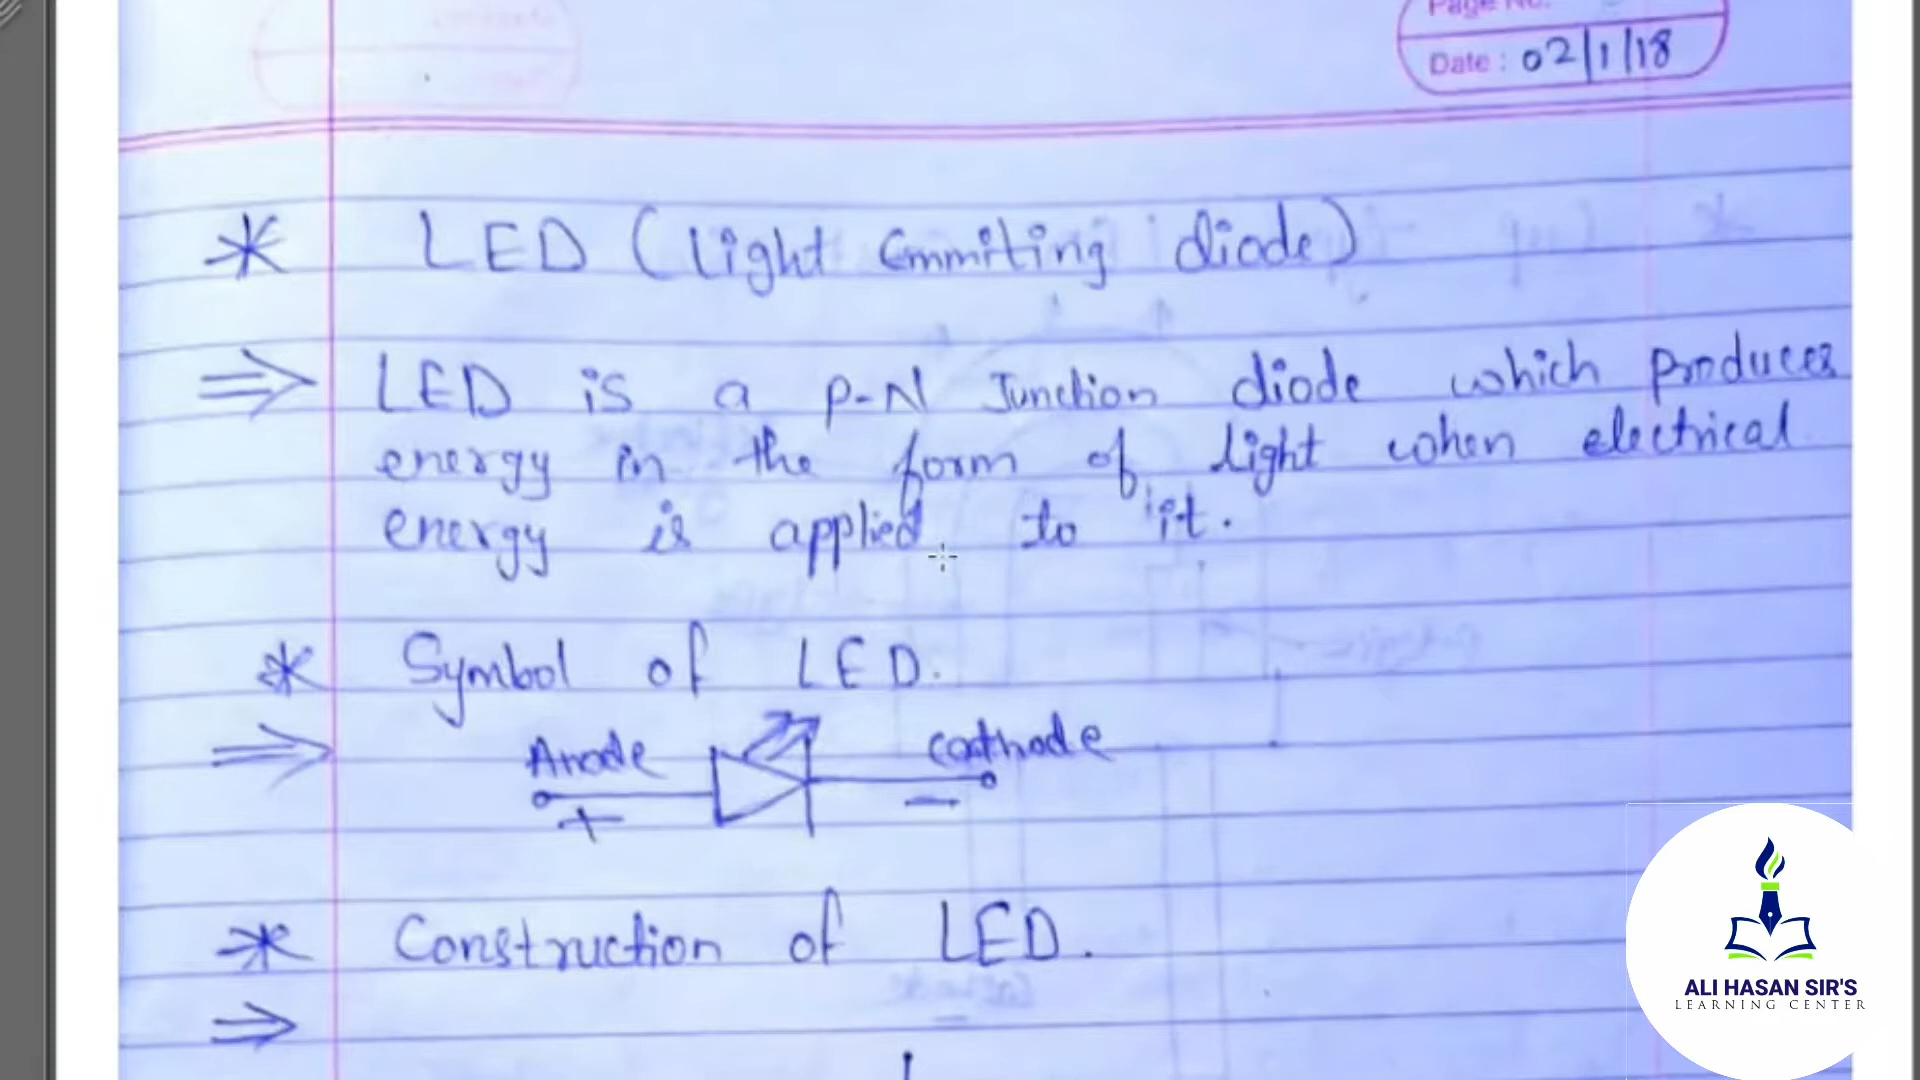 Page No.
Date : 02/1/18
* LED (Light Emmiting diode)
⇒ LED is a P-N Junction diode which produces
energy in the form of light when electrical
energy is applied to it.
* Symbol of LED.
⇒ Anode cathode
+ −
* Construction of LED.
⇒
ALI HASAN SIR'S
LEARNING CENTER